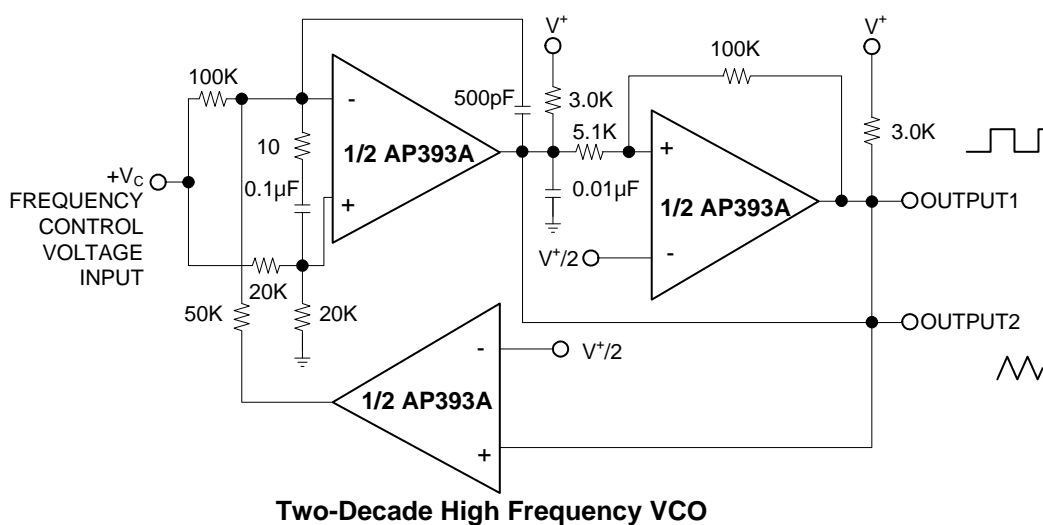 V⁺
V⁺
100K
100K
500pF
3.0K
3.0K
5.1K
-
10
1/2 AP393A
+
0.1µF
+
0.01µF
1/2 AP393A
+V_C
FREQUENCY
CONTROL
VOLTAGE
INPUT
OUTPUT1
V⁺/2
-
20K
50K
20K
OUTPUT2
-
V⁺/2
1/2 AP393A
+
Two-Decade High Frequency VCO